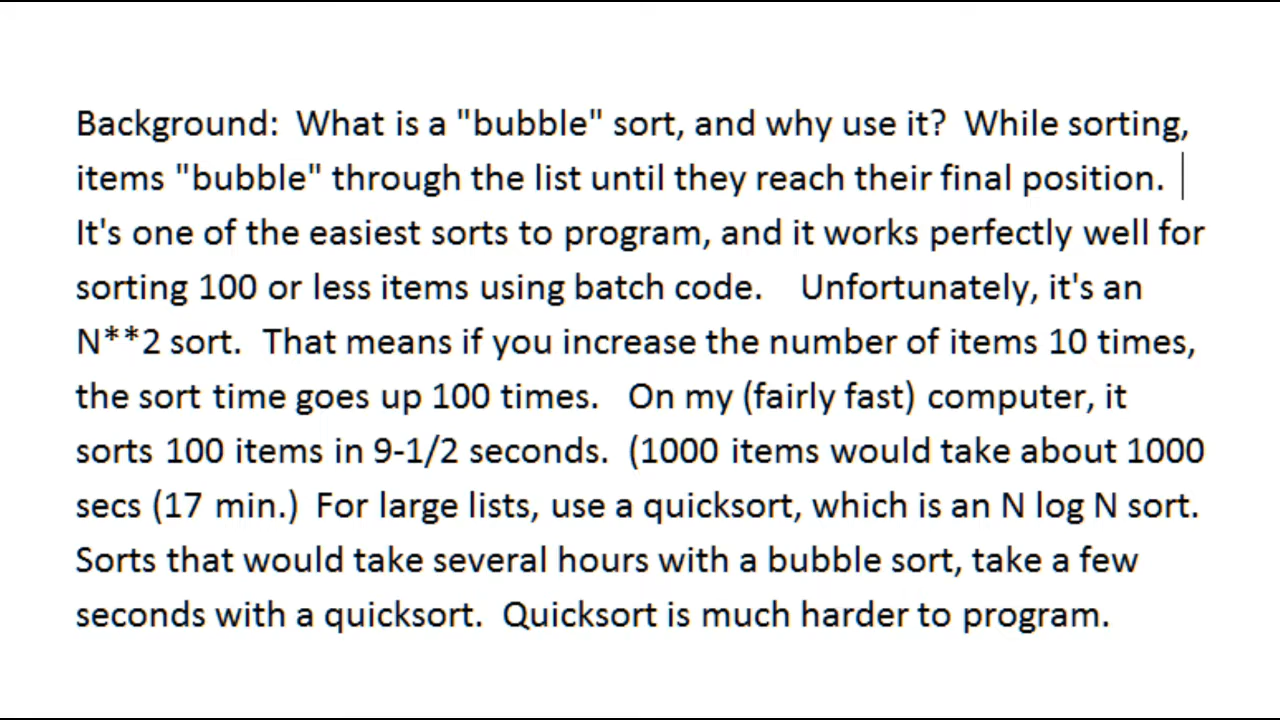 Background:  What is a "bubble" sort, and why use it?  While sorting,
items "bubble" through the list until they reach their final position.
It's one of the easiest sorts to program, and it works perfectly well for
sorting 100 or less items using batch code.    Unfortunately, it's an
N**2 sort.  That means if you increase the number of items 10 times,
the sort time goes up 100 times.   On my (fairly fast) computer, it
sorts 100 items in 9-1/2 seconds.  (1000 items would take about 1000
secs (17 min.)  For large lists, use a quicksort, which is an N log N sort.
Sorts that would take several hours with a bubble sort, take a few
seconds with a quicksort.  Quicksort is much harder to program.